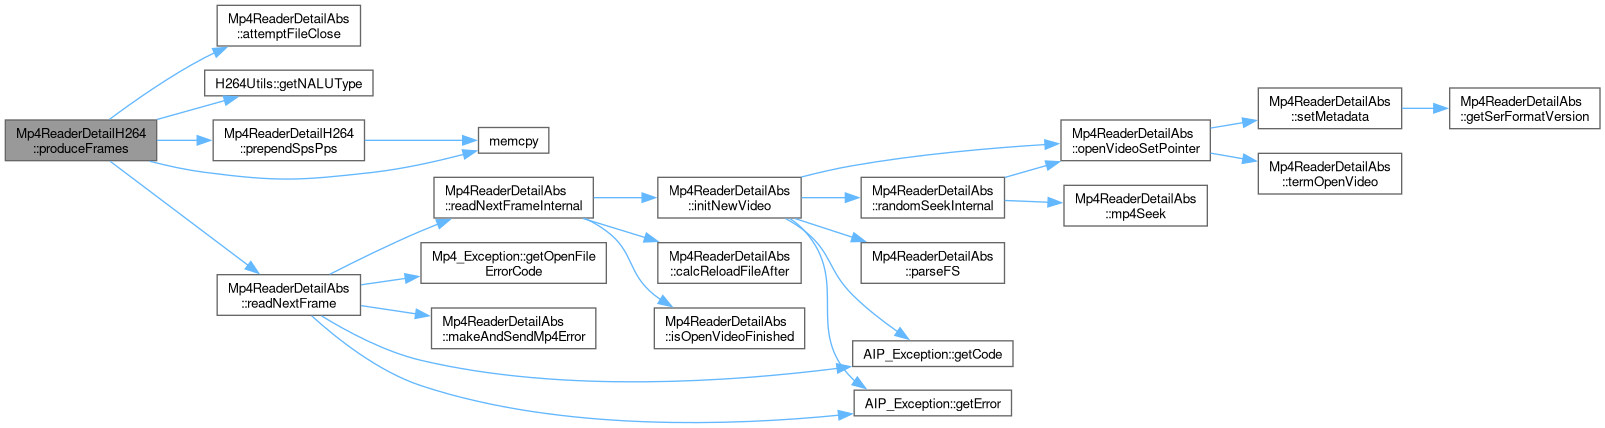 Mp4ReaderDetailH264
::produceFrames
Mp4ReaderDetailAbs
::attemptFileClose
H264Utils::getNALUType
Mp4ReaderDetailH264
::prependSpsPps
memcpy
Mp4ReaderDetailAbs
::readNextFrame
Mp4ReaderDetailAbs
::readNextFrameInternal
Mp4_Exception::getOpenFile
ErrorCode
Mp4ReaderDetailAbs
::makeAndSendMp4Error
Mp4ReaderDetailAbs
::initNewVideo
Mp4ReaderDetailAbs
::calcReloadFileAfter
Mp4ReaderDetailAbs
::isOpenVideoFinished
Mp4ReaderDetailAbs
::randomSeekInternal
Mp4ReaderDetailAbs
::parseFS
AIP_Exception::getCode
AIP_Exception::getError
Mp4ReaderDetailAbs
::openVideoSetPointer
Mp4ReaderDetailAbs
::mp4Seek
Mp4ReaderDetailAbs
::setMetadata
Mp4ReaderDetailAbs
::termOpenVideo
Mp4ReaderDetailAbs
::getSerFormatVersion